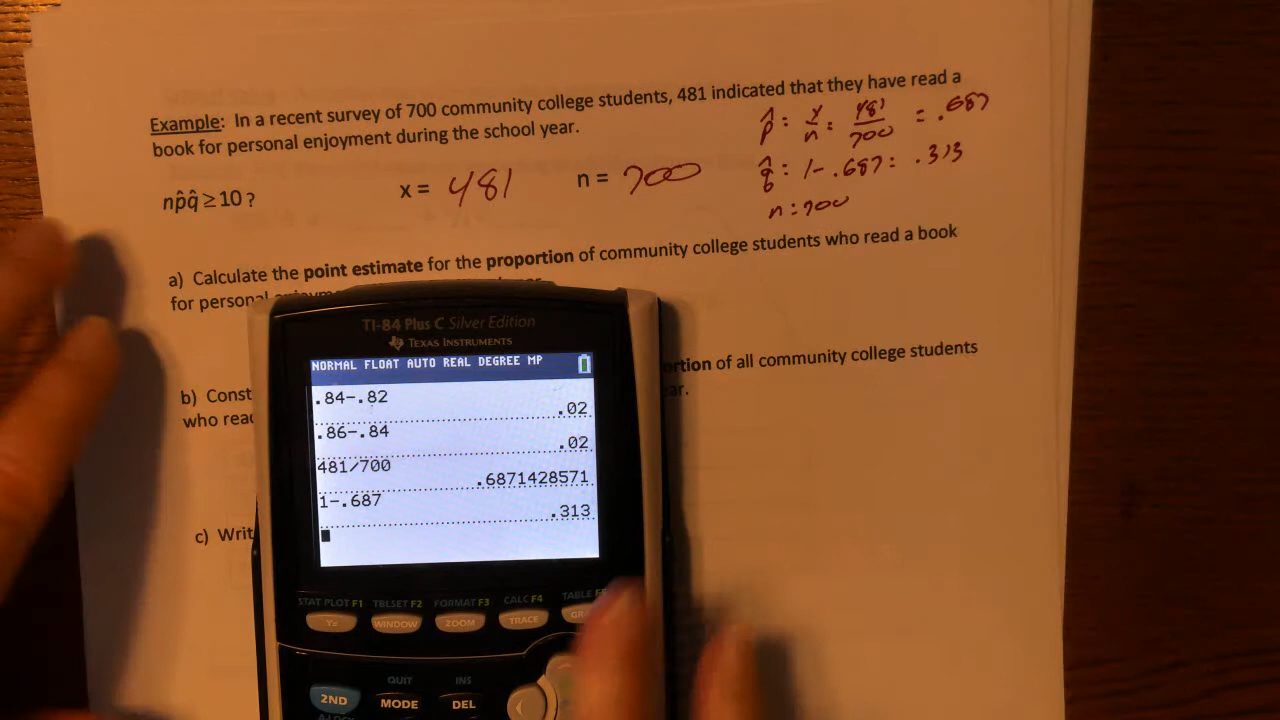 Example: In a recent survey of 700 community college students, 481 indicated that they have read a
book for personal enjoyment during the school year.
p̂ : x/n : 481/700 = .687
q̂ : 1 - .687 : .313
n : 700
np̂q̂ ≥ 10 ?
x = 481
n = 700
a) Calculate the point estimate for the proportion of community college students who read a book
for personal
b) Const
ortion of all community college students
who read
ar.
c) Writ
TI-84 Plus C Silver Edition
TEXAS INSTRUMENTS
NORMAL FLOAT AUTO REAL DEGREE MP
.84-.82
.02
.86-.84
.02
481/700
.6871428571
1-.687
.313
STAT PLOT F1 TBLSET F2 FORMAT F3 CALC F4 TABLE
Y= WINDOW ZOOM TRACE
QUIT INS
2ND MODE DEL